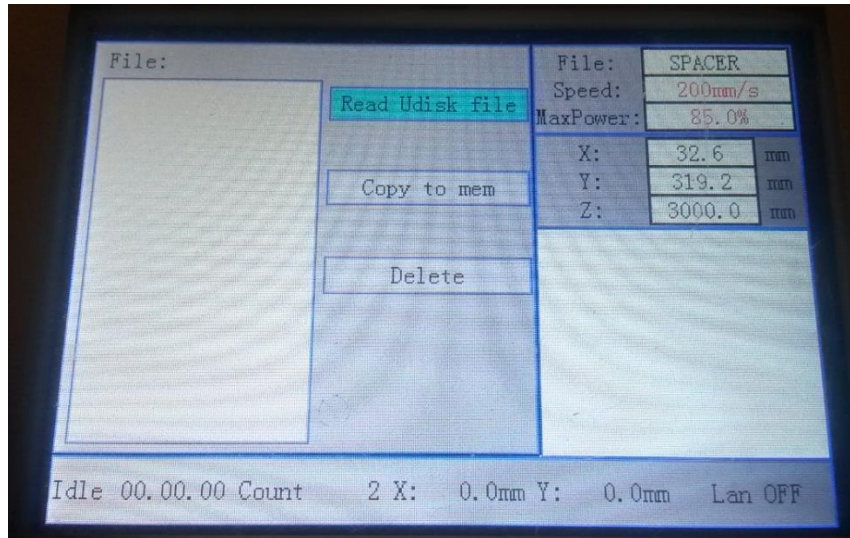 File:
Read Udisk file
Copy to mem
Delete
File: SPACER
Speed: 200mm/s
MaxPower: 85.0%
X: 32.6 mm
Y: 319.2 mm
Z: 3000.0 mm
Idle 00.00.00 Count 2 X: 0.0mm Y: 0.0mm Lan OFF